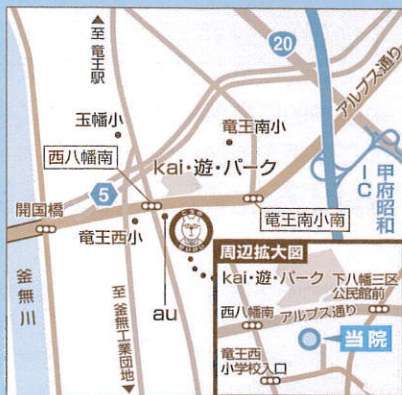 至 竜王駅
20
アルプス通り
玉幡小
竜王南小
西八幡南
kai・遊・パーク
甲府昭和
IC
5
開国橋
竜王西小
竜王南小南
釜無川
至 釜無工業団地
au
周辺拡大図
kai・遊・パーク
下八幡三区
公民館前
西八幡南
アルプス通り
当院
竜王西
小学校入口